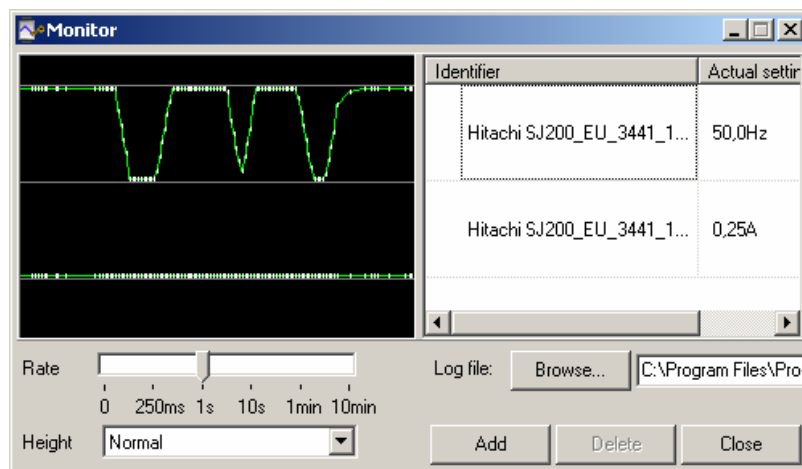 Monitor
Identifier Actual settin
Hitachi SJ200_EU_3441_1... 50,0Hz
Hitachi SJ200_EU_3441_1... 0,25A
Rate
0 250ms 1s 10s 1min 10min
Log file: Browse... C:\Program Files\Pro
Height Normal
Add Delete Close